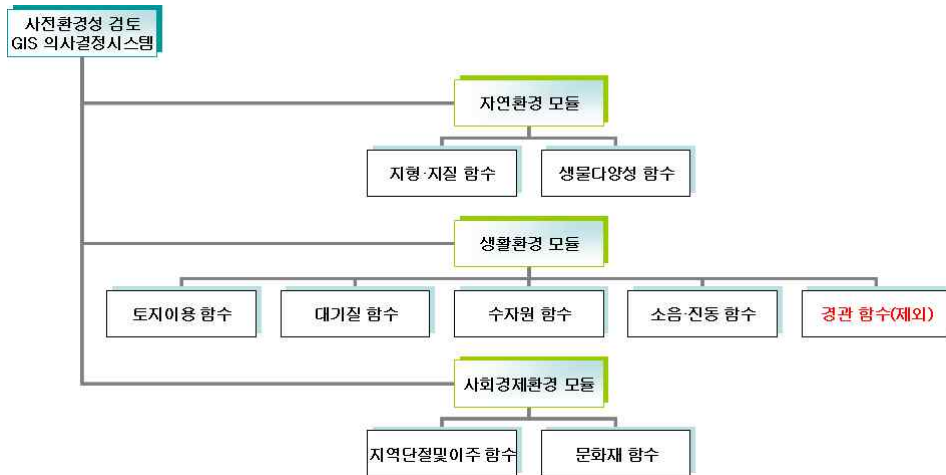 사전환경성 검토
GIS 의사결정시스템
자연환경 모듈
지형·지질 함수
생물다양성 함수
생활환경 모듈
토지이용 함수
대기질 함수
수자원 함수
소음·진동 함수
경관 함수(제외)
사회경제환경 모듈
지역단절및이주 함수
문화재 함수